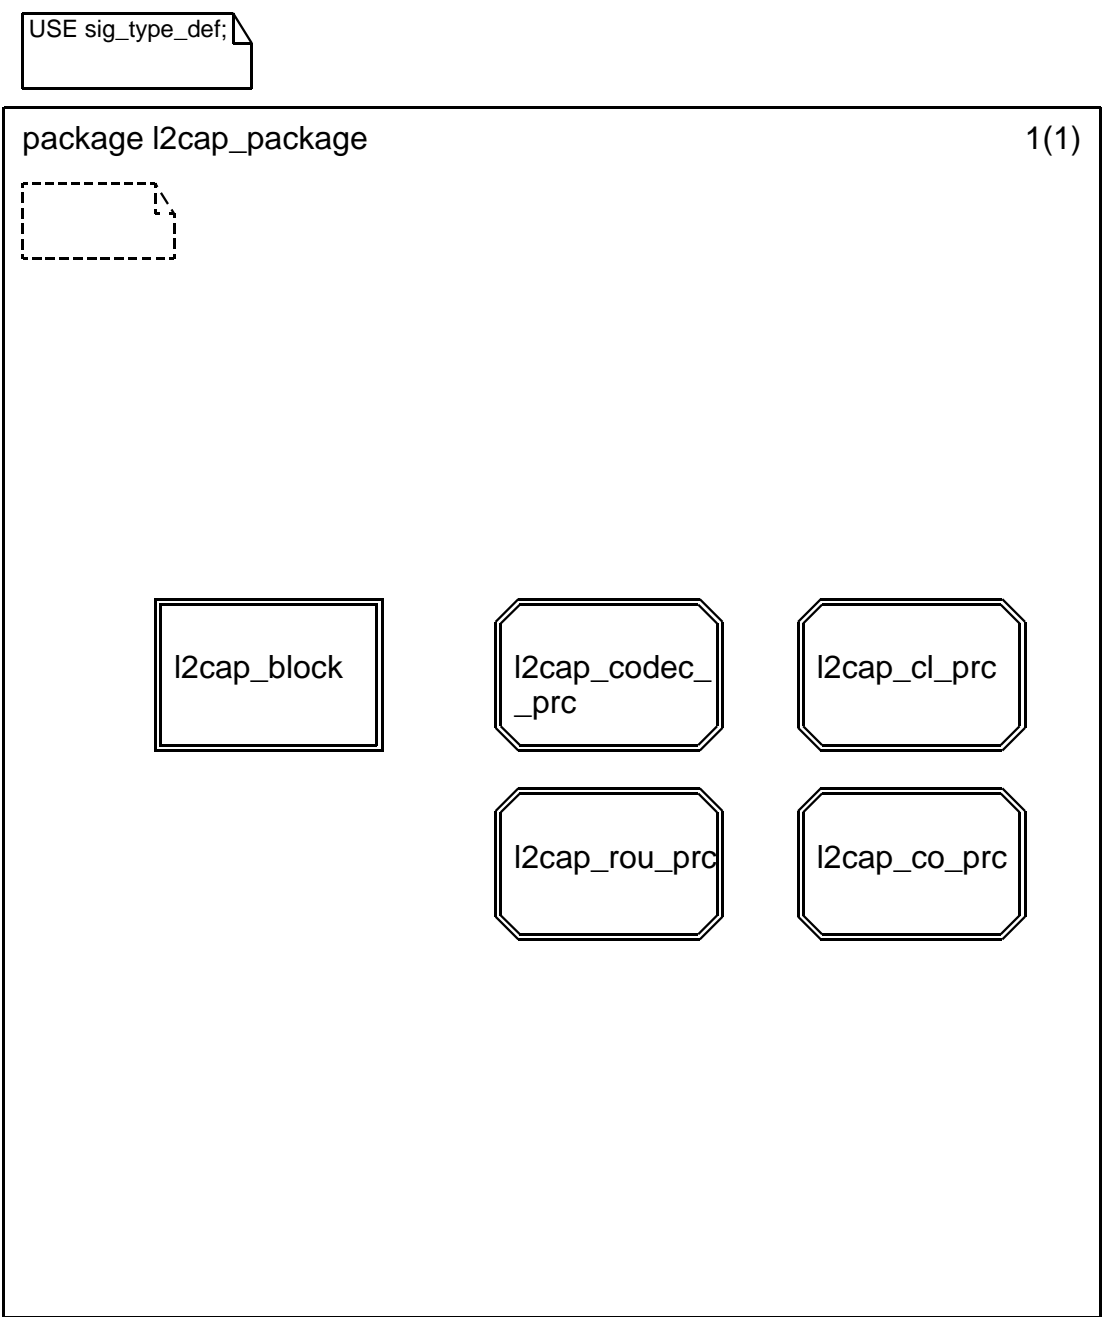 USE sig_type_def;
package l2cap_package
1(1)
l2cap_block
l2cap_codec_
_prc
l2cap_cl_prc
l2cap_rou_prc
l2cap_co_prc